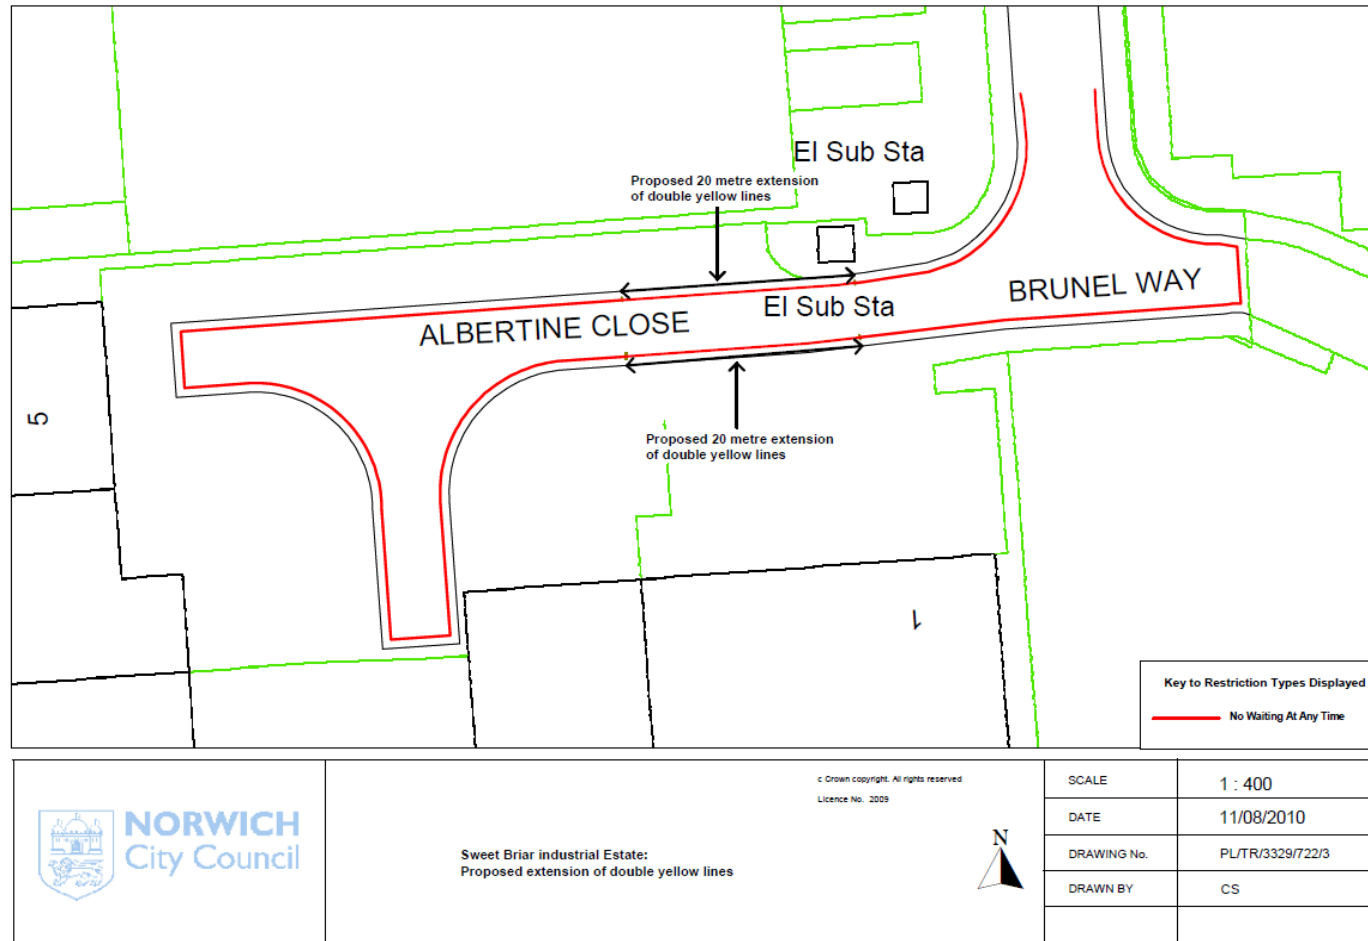 El Sub Sta
Proposed 20 metre extension
of double yellow lines
El Sub Sta
BRUNEL WAY
ALBERTINE CLOSE
5
Proposed 20 metre extension
of double yellow lines
1
Key to Restriction Types Displayed
No Waiting At Any Time
NORWICH
City Council
c Crown copyright. All rights reserved
Licence No. 2009
Sweet Briar industrial Estate:
Proposed extension of double yellow lines
N
SCALE 1 : 400
DATE 11/08/2010
DRAWING No. PL/TR/3329/722/3
DRAWN BY CS